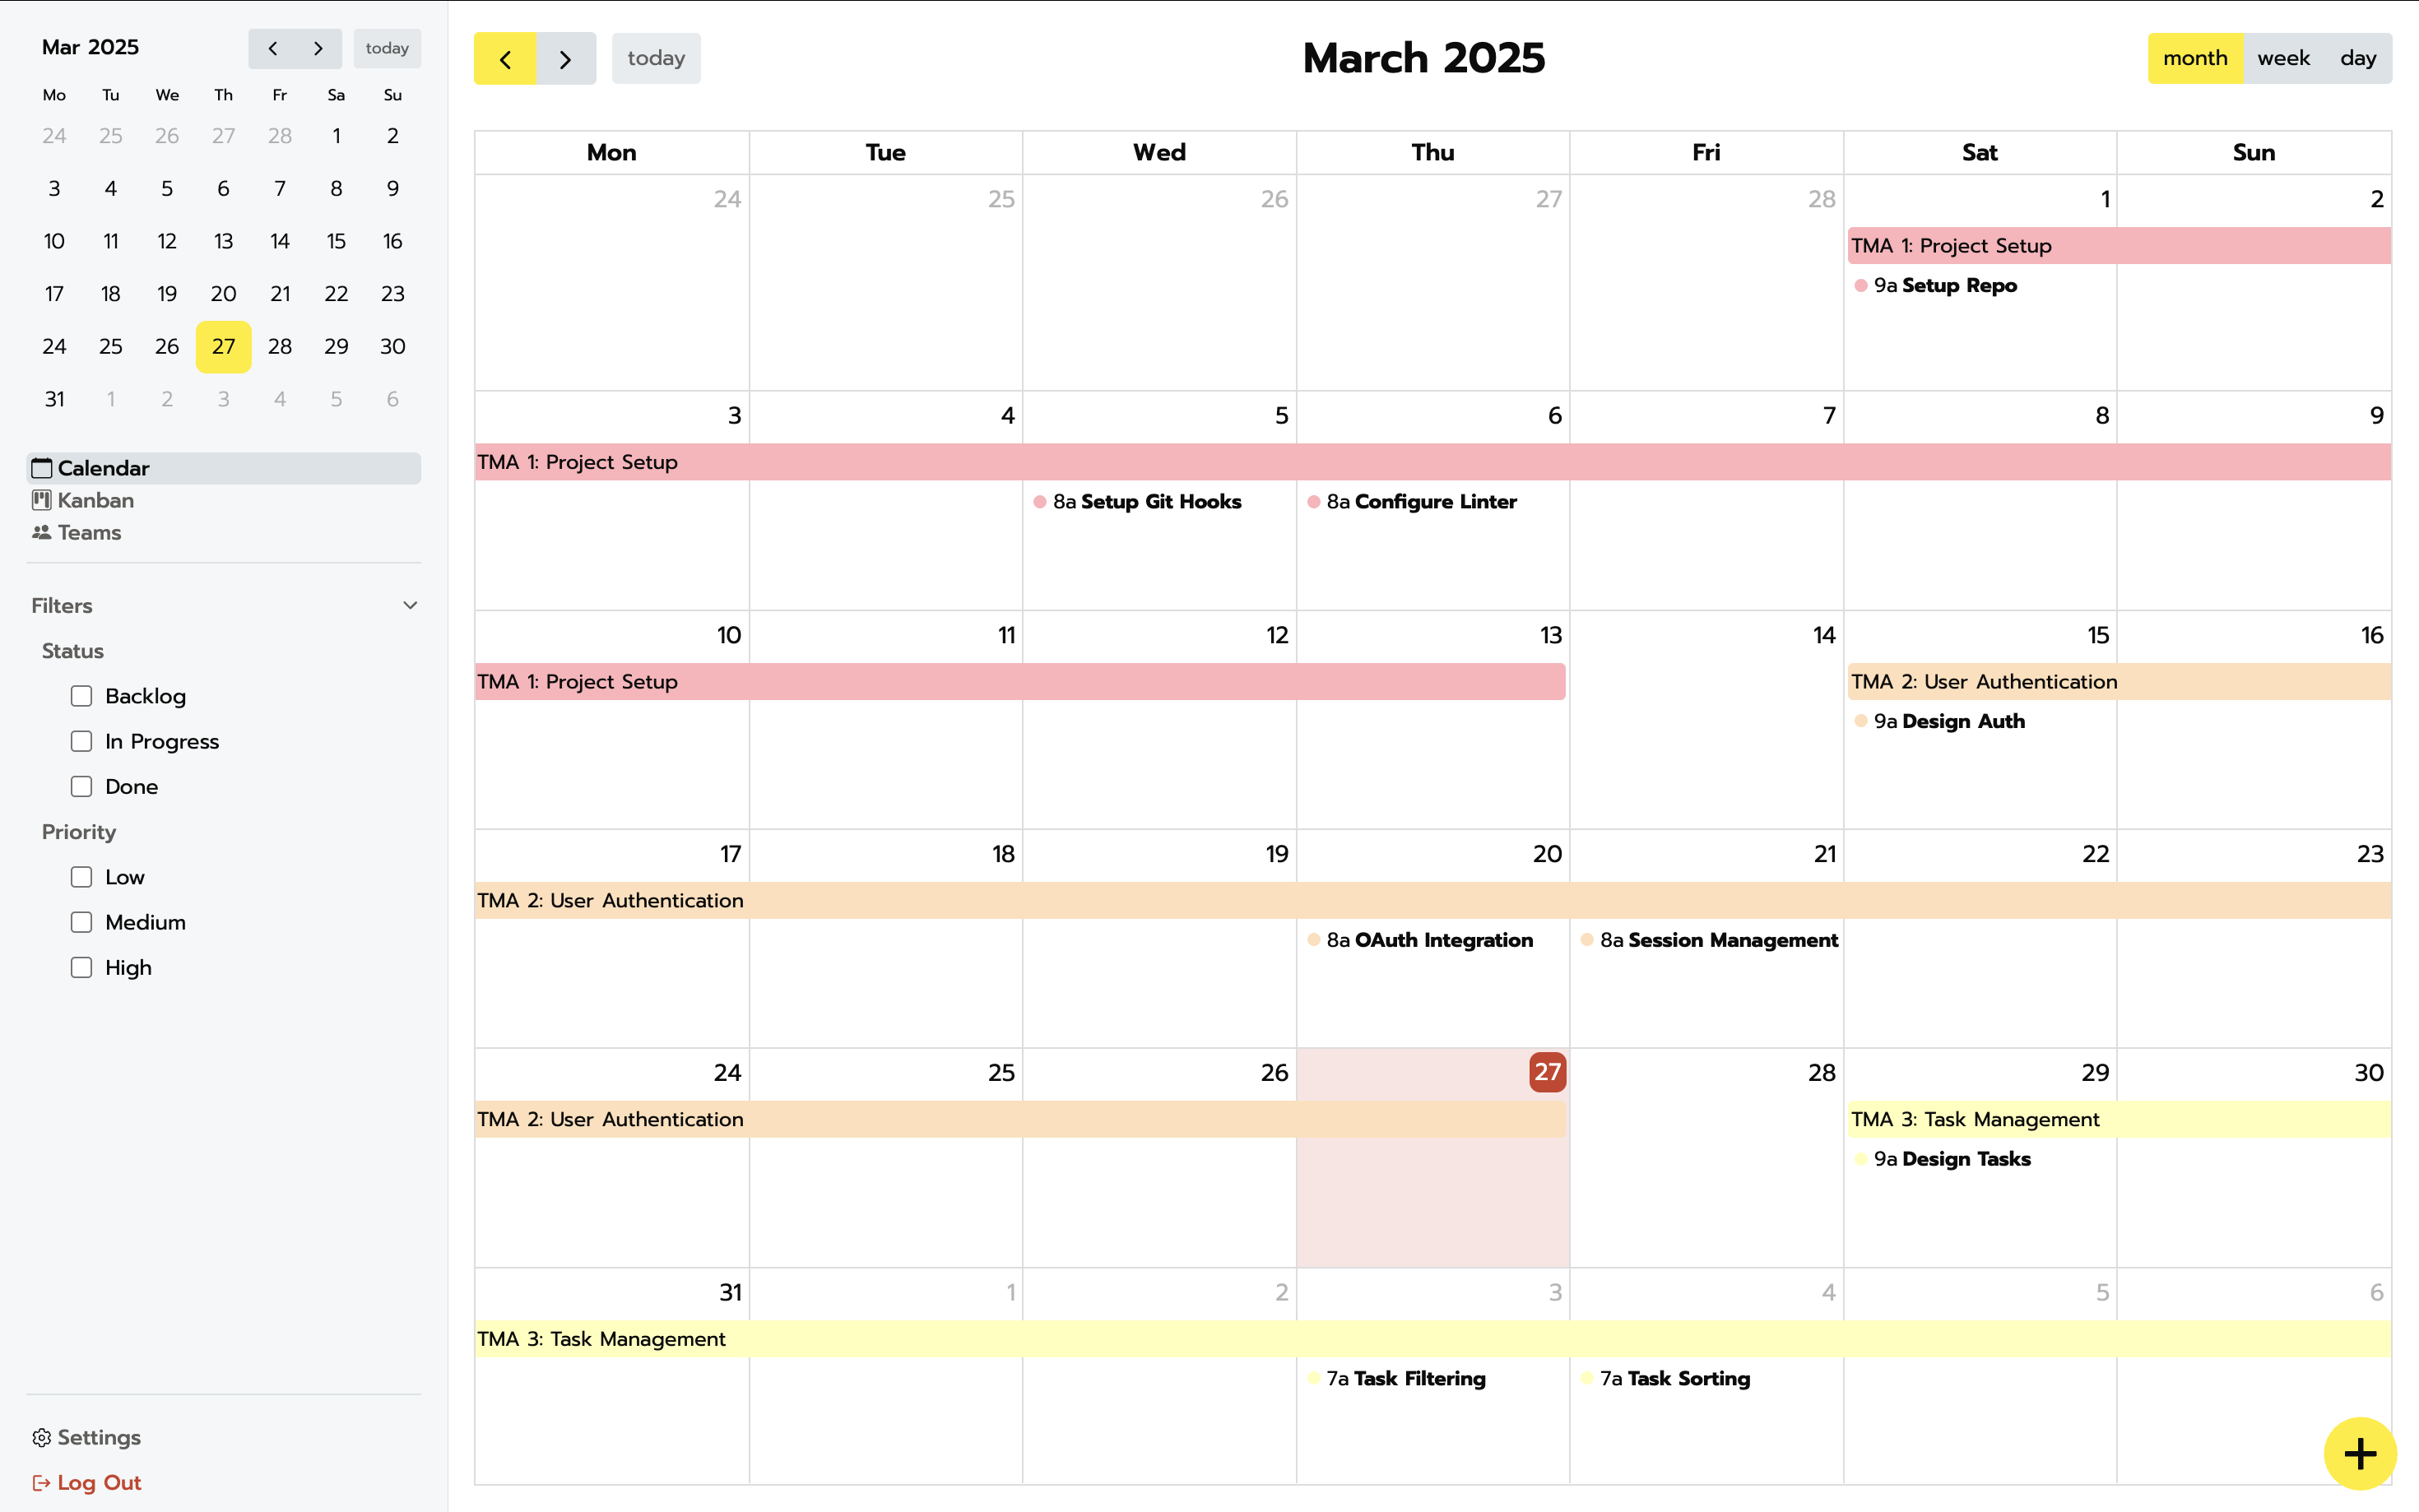 Mar 2025
today
Mo Tu We Th Fr Sa Su
24 25 26 27 28 1 2
3 4 5 6 7 8 9
10 11 12 13 14 15 16
17 18 19 20 21 22 23
24 25 26 27 28 29 30
31 1 2 3 4 5 6
Calendar
Kanban
Teams
Filters
Status
Backlog
In Progress
Done
Priority
Low
Medium
High
Settings
Log Out
today
March 2025
month week day
Mon Tue Wed Thu Fri Sat Sun
24 25 26 27 28 1 2
TMA 1: Project Setup
9a Setup Repo
3 4 5 6 7 8 9
TMA 1: Project Setup
8a Setup Git Hooks 8a Configure Linter
10 11 12 13 14 15 16
TMA 1: Project Setup TMA 2: User Authentication
9a Design Auth
17 18 19 20 21 22 23
TMA 2: User Authentication
8a OAuth Integration 8a Session Management
24 25 26 27 28 29 30
TMA 2: User Authentication TMA 3: Task Management
9a Design Tasks
31 1 2 3 4 5 6
TMA 3: Task Management
7a Task Filtering 7a Task Sorting